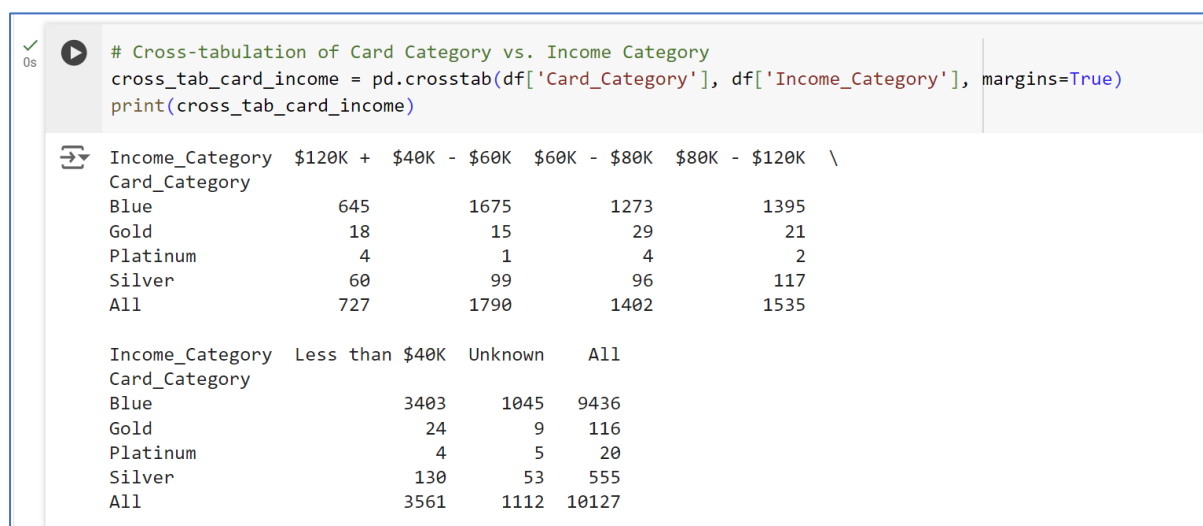 0s
# Cross-tabulation of Card Category vs. Income Category
cross_tab_card_income = pd.crosstab(df['Card_Category'], df['Income_Category'], margins=True)
print(cross_tab_card_income)
Income_Category  $120K +  $40K - $60K  $60K - $80K  $80K - $120K  \
Card_Category
Blue                 645         1675         1273          1395
Gold                  18           15           29            21
Platinum               4            1            4             2
Silver                60           99           96           117
All                  727         1790         1402          1535
Income_Category  Less than $40K  Unknown    All
Card_Category
Blue                       3403     1045   9436
Gold                         24        9    116
Platinum                      4        5     20
Silver                      130       53    555
All                        3561     1112  10127